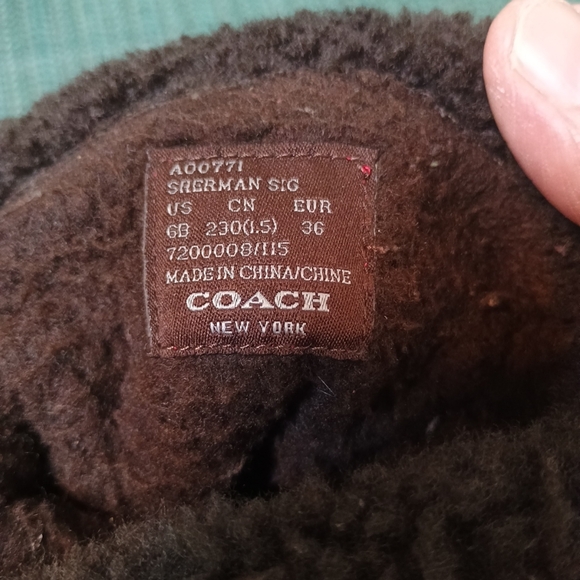 A00771
SHERMAN SIG
US CN EUR
6B 230(1.5) 36
7200008/115
MADE IN CHINA/CHINE
COACH
NEW YORK